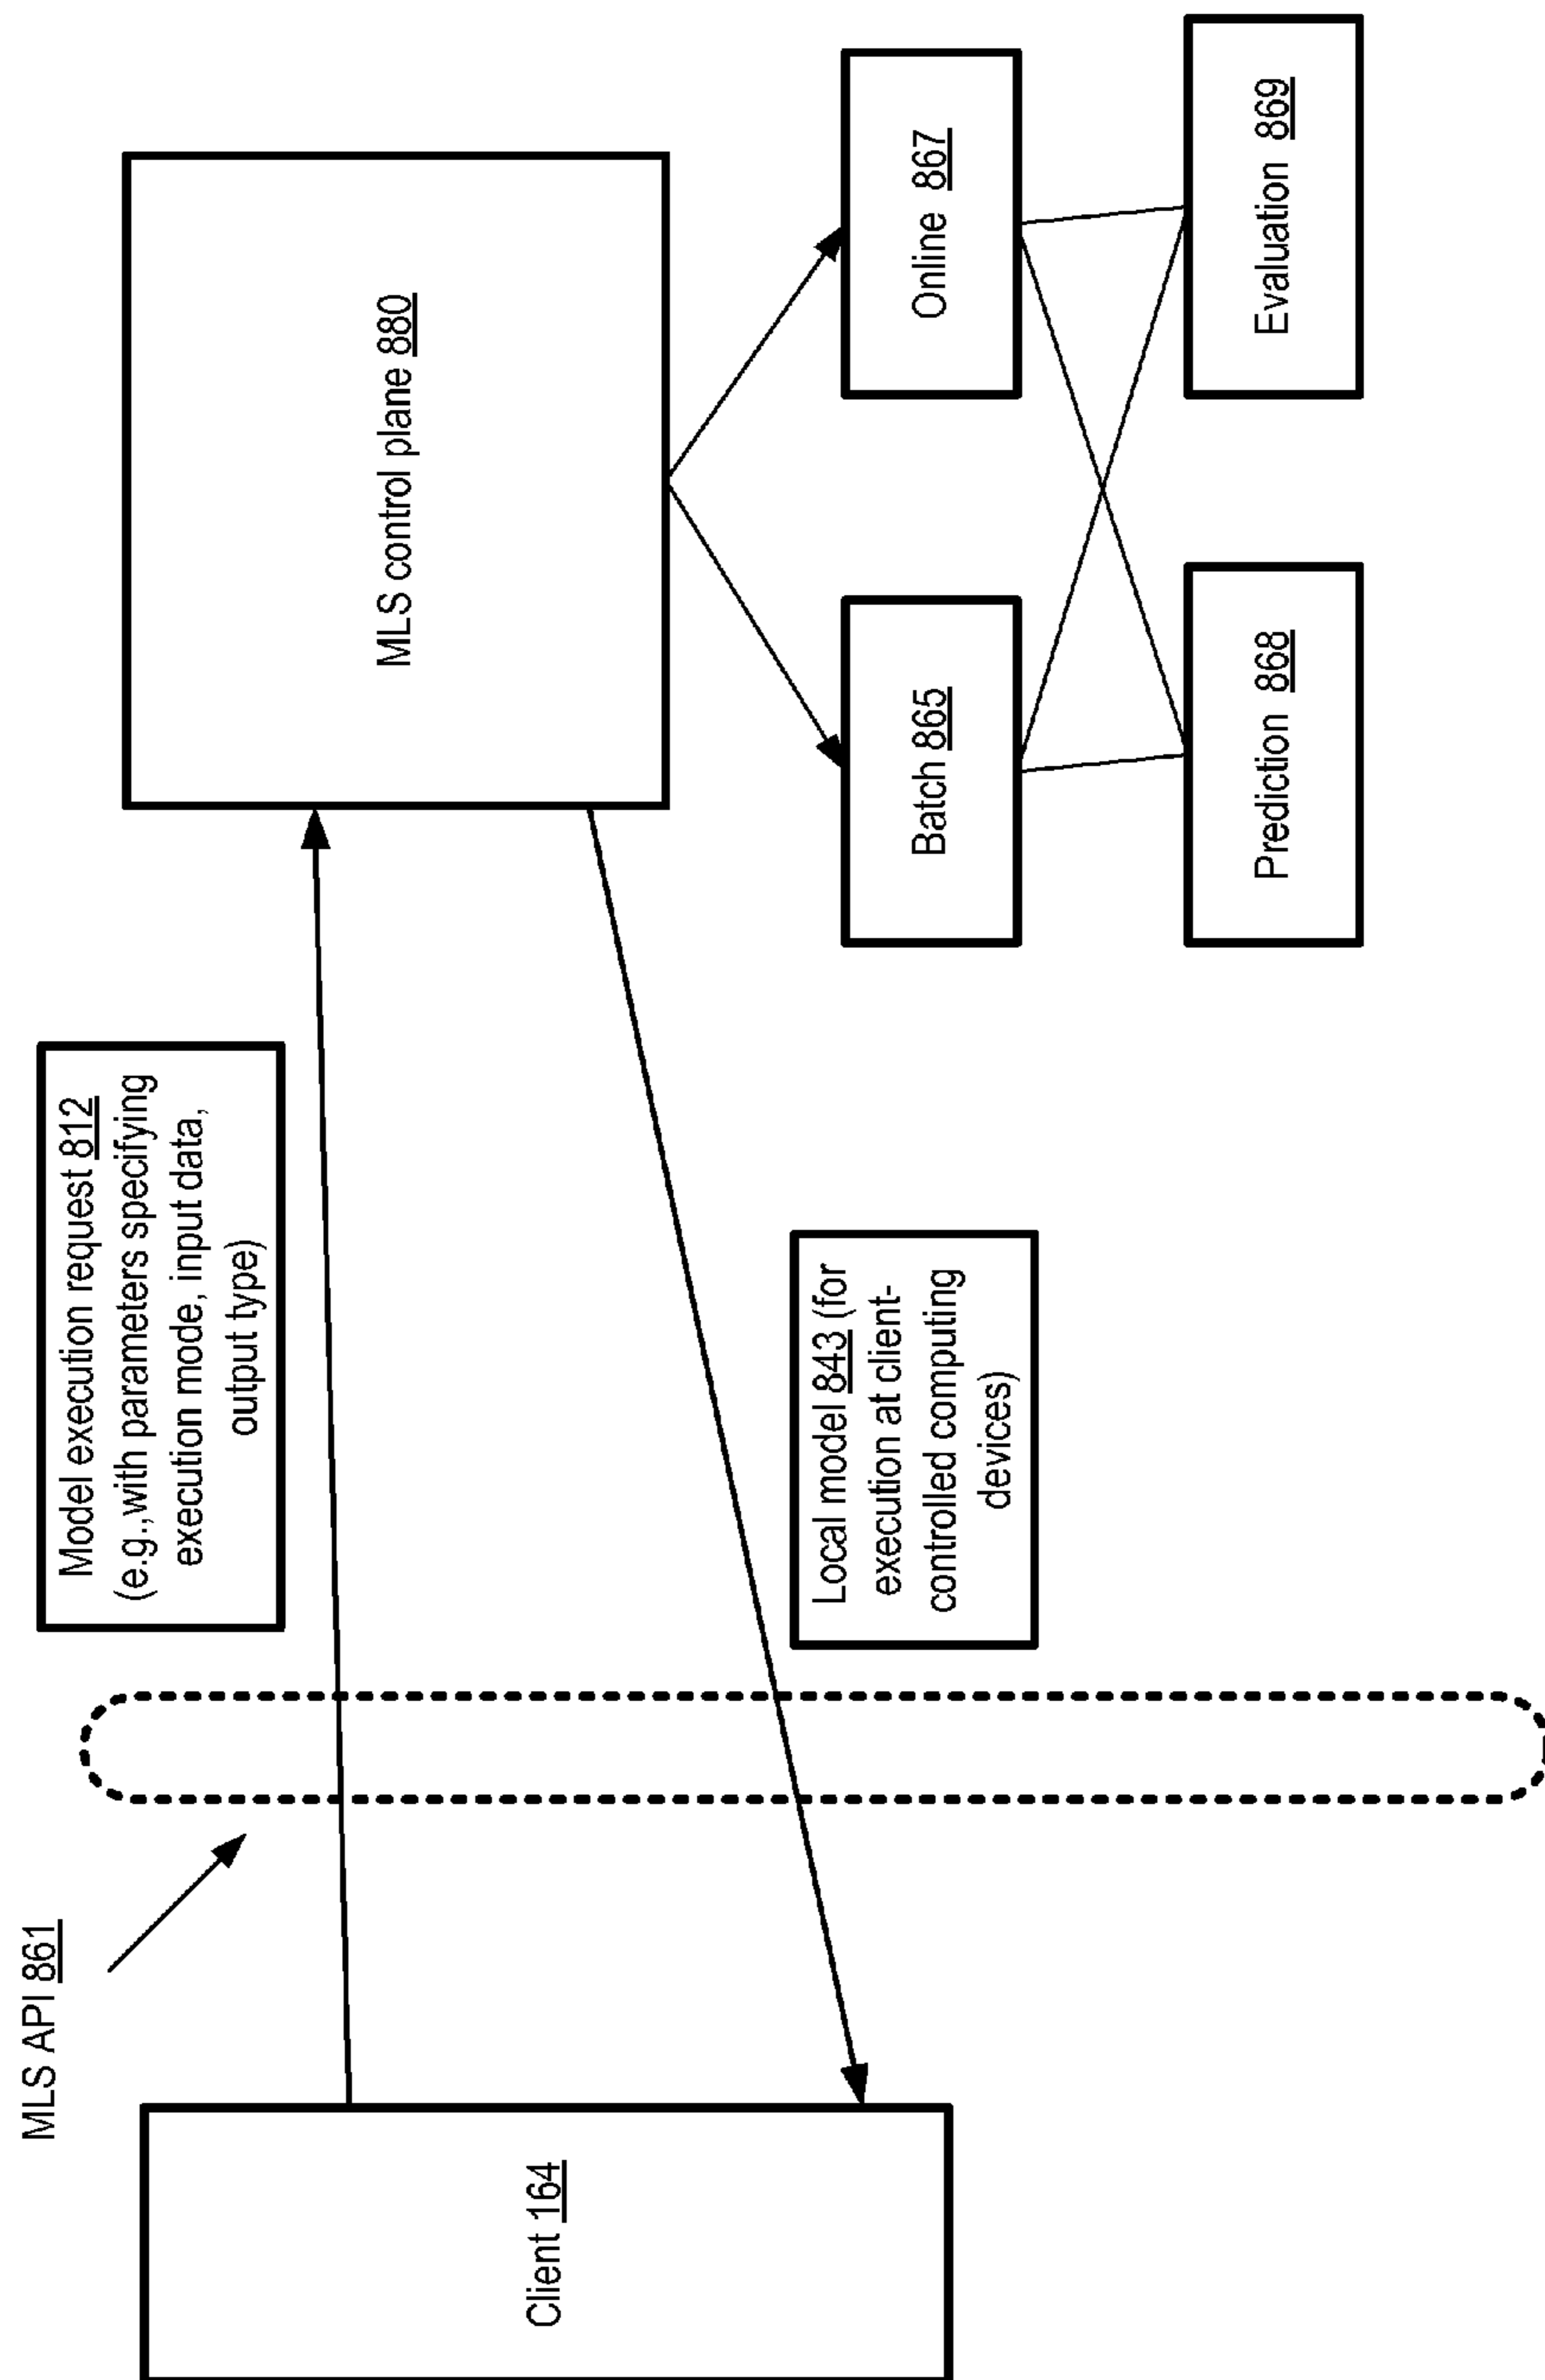 MLS API 861
Client 164
Model execution request 812
(e.g.,with parameters specifying
execution mode, input data,
output type)
Local model 843 (for
execution at client-
controlled computing
devices)
MLS control plane 880
Batch 865
Online 867
Prediction 868
Evaluation 869